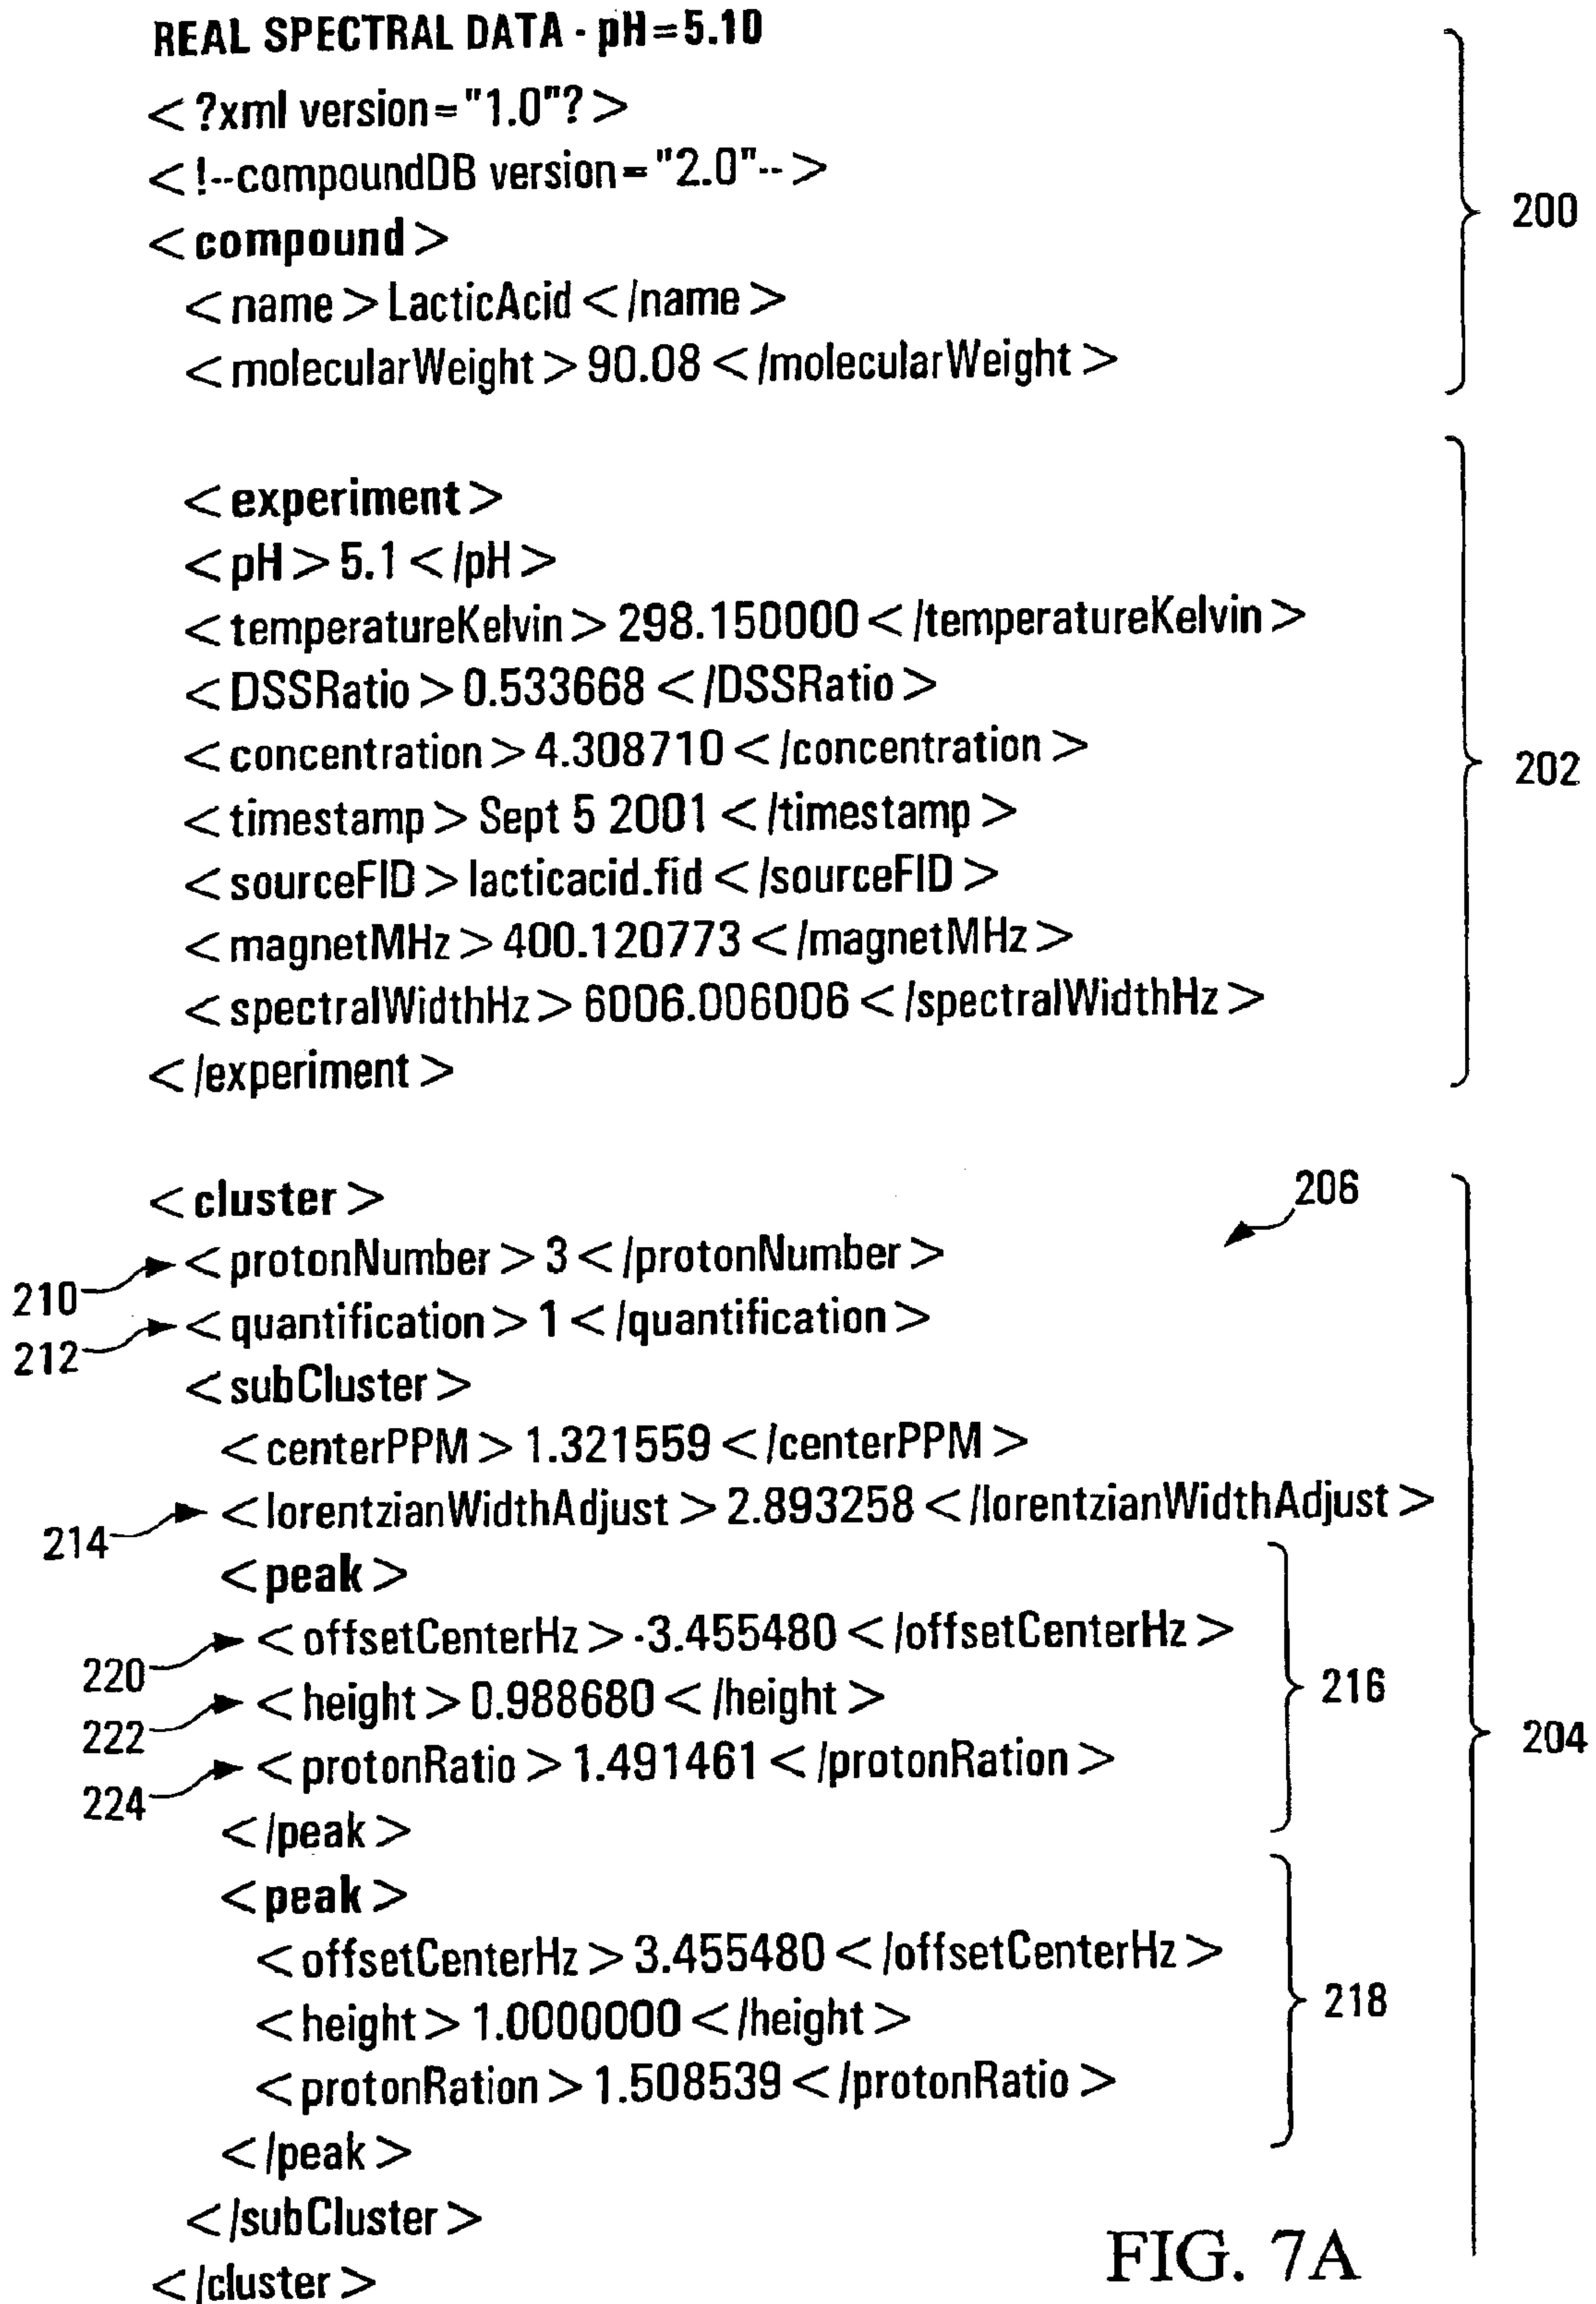 REAL SPECTRAL DATA - pH=5.10
<?xml version="1.0"?>
<!--compoundDB version="2.0"-->
<compound>
200
<name>LacticAcid</name>
<molecularWeight>90.08</molecularWeight>
<experiment>
<pH>5.1</pH>
<temperatureKelvin>298.150000</temperatureKelvin>
<DSSRatio>0.533668</DSSRatio>
<concentration>4.308710</concentration>
202
<timestamp>Sept 5 2001</timestamp>
<sourceFID>lacticacid.fid</sourceFID>
<magnetMHz>400.120773</magnetMHz>
<spectralWidthHz>6006.006006</spectralWidthHz>
</experiment>
<cluster>
206
210 <protonNumber>3</protonNumber>
212 <quantification>1</quantification>
<subCluster>
<centerPPM>1.321559</centerPPM>
214 <lorentzianWidthAdjust>2.893258</lorentzianWidthAdjust>
<peak>
220 <offsetCenterHz>-3.455480</offsetCenterHz>
216
222 <height>0.988680</height>
204
224 <protonRatio>1.491461</protonRation>
</peak>
<peak>
<offsetCenterHz>3.455480</offsetCenterHz>
218
<height>1.0000000</height>
<protonRation>1.508539</protonRatio>
</peak>
</subCluster>
</cluster>
FIG. 7A